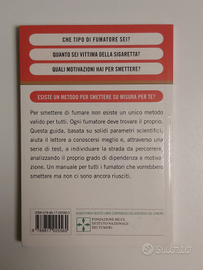 CHE TIPO DI FUMATORE SEI?
QUANTO SEI VITTIMA DELLA SIGARETTA?
QUALI MOTIVAZIONI HAI PER SMETTERE?
ESISTE UN METODO PER SMETTERE SU MISURA PER TE?
Per smettere di fumare non esiste un unico metodo
valido per tutti. Ogni fumatore deve trovare il proprio.
Questa guida, basata su solidi parametri scientifici,
aiuta il lettore a conoscersi meglio e, attraverso una
serie di test, a individuare la strada da percorrere,
analizzando il proprio grado di dipendenza e motiva-
zione. Un manuale per tutti i fumatori che vorrebbero
smettere ma non ci sono ancora riusciti.
FONDAZIONE IRCCS
ISTITUTO NAZIONALE
DEI TUMORI
Subito